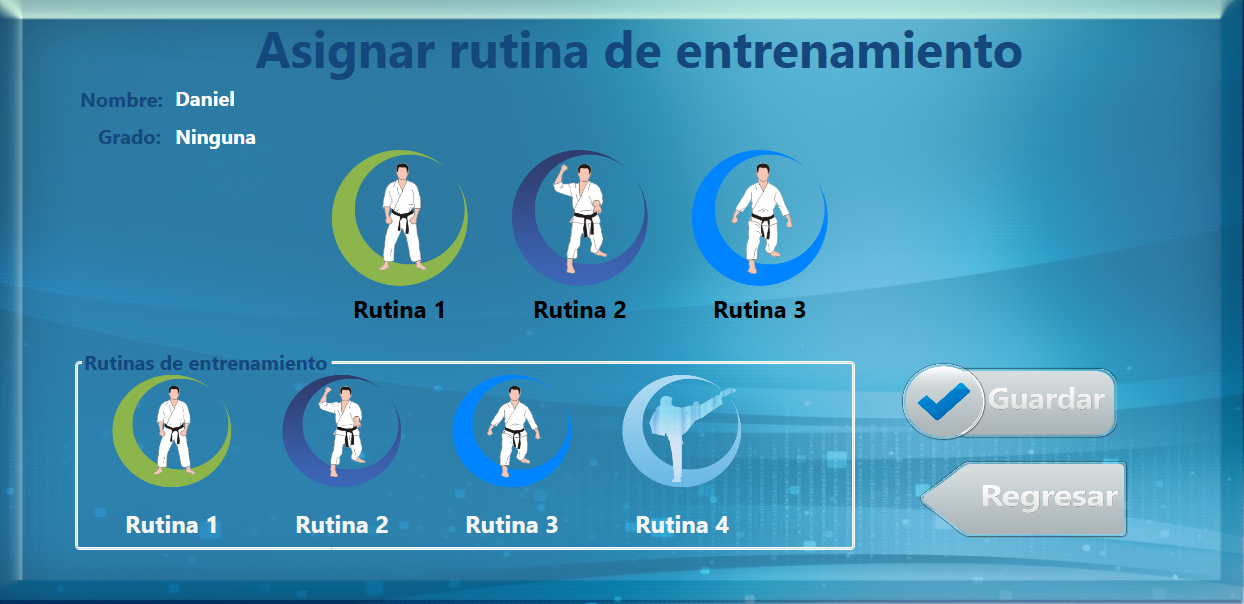 Asignar rutina de entrenamiento
Nombre: Daniel
Grado: Ninguna
Rutina 1 Rutina 2 Rutina 3
Rutinas de entrenamiento
Guardar
Regresar
Rutina 1 Rutina 2 Rutina 3 Rutina 4